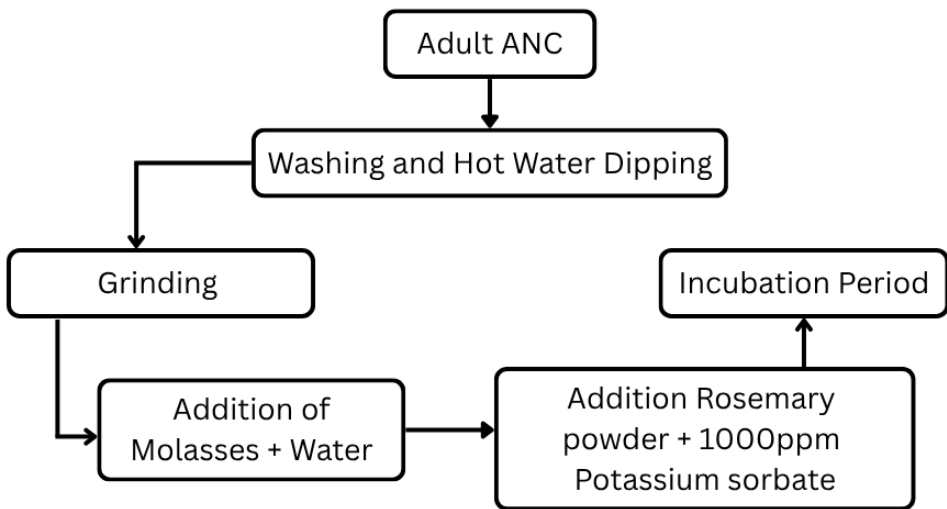 Adult ANC
Washing and Hot Water Dipping
Grinding
Addition of
Molasses + Water
Addition Rosemary
powder + 1000ppm
Potassium sorbate
Incubation Period